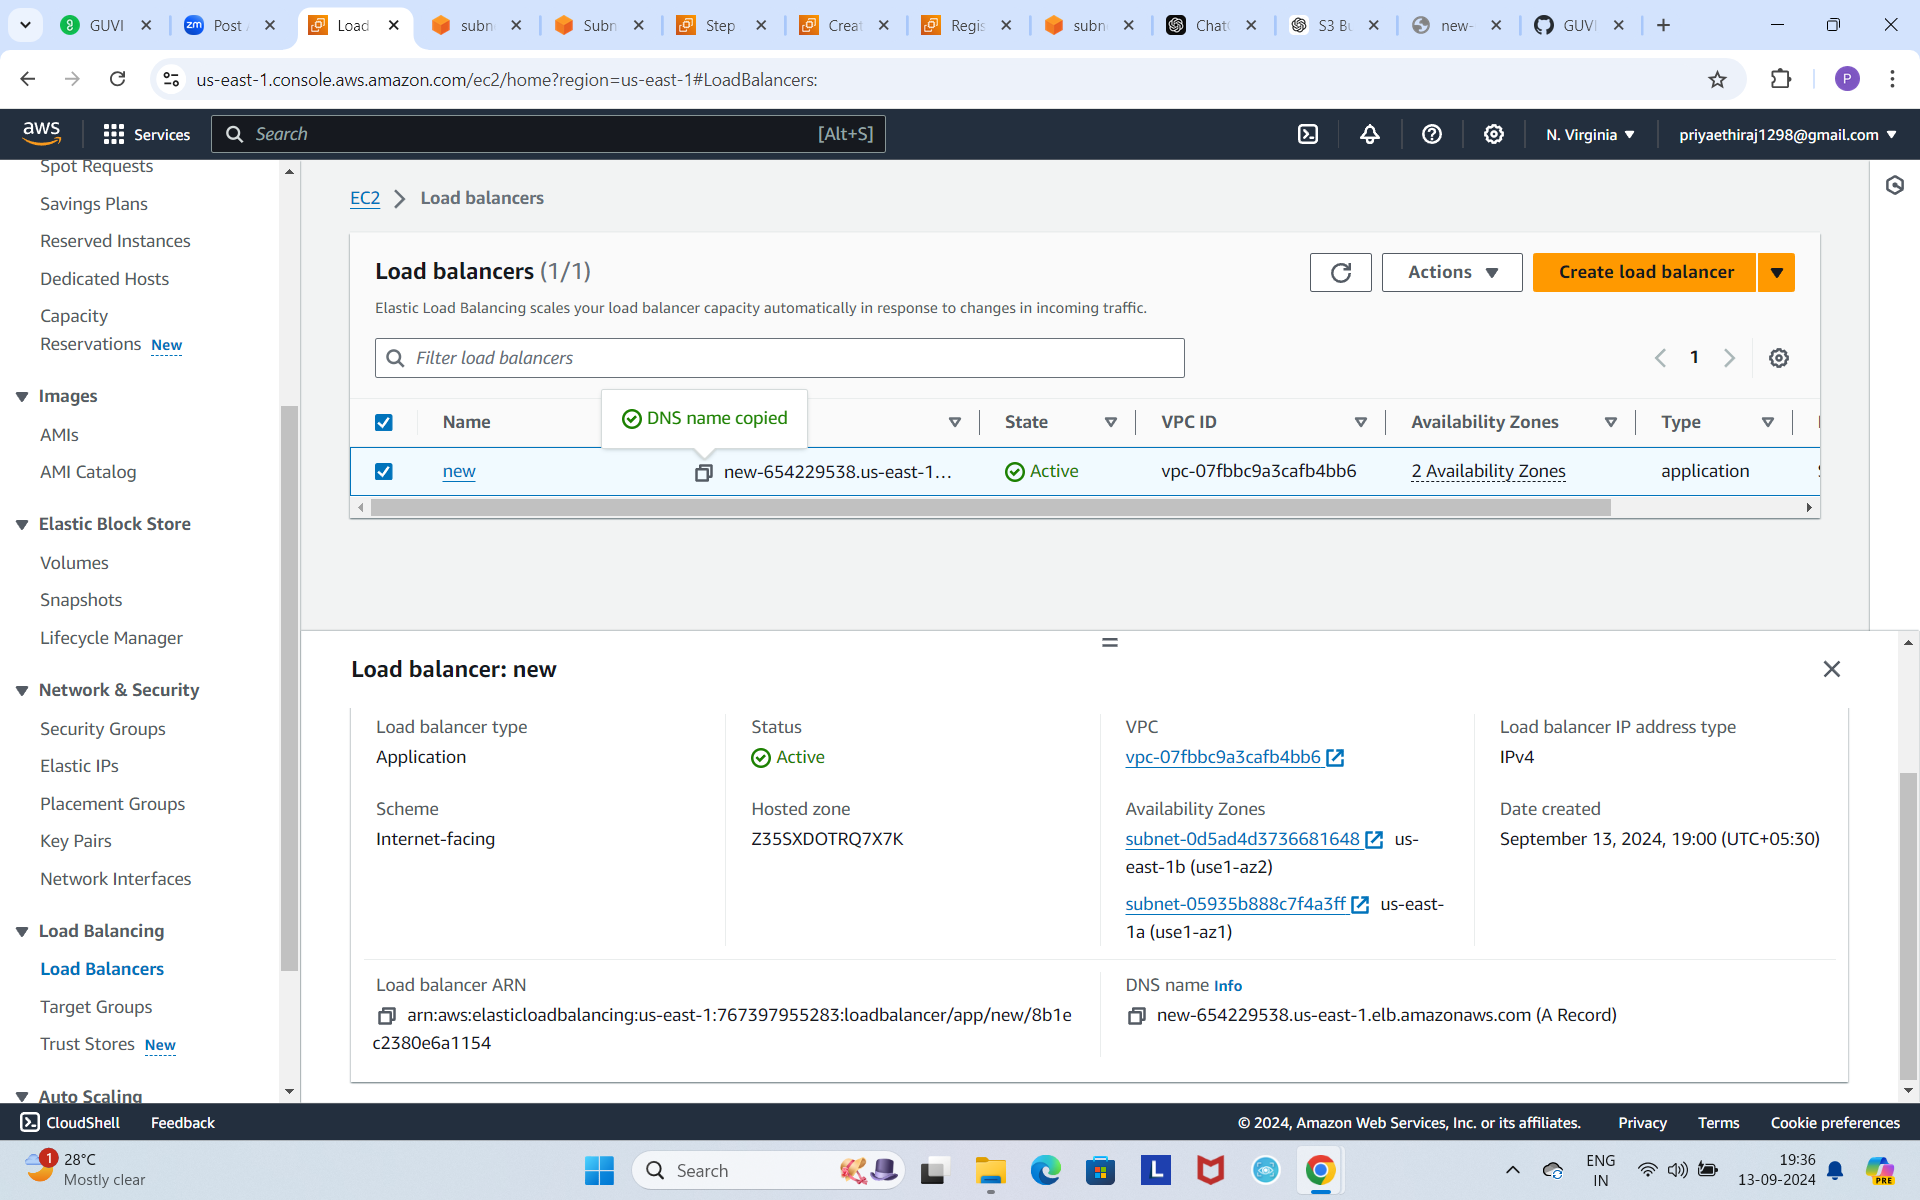 GUVI
Post
Load
subn
Subn
Step
Creat
Regis
subn
Chat
S3 Bu
new-
GUVI
us-east-1.console.aws.amazon.com/ec2/home?region=us-east-1#LoadBalancers:
P
aws
Services
Search
[Alt+S]
N. Virginia
priyaethiraj1298@gmail.com
Spot Requests
Savings Plans
Reserved Instances
Dedicated Hosts
Capacity
Reservations New
Images
AMIs
AMI Catalog
Elastic Block Store
Volumes
Snapshots
Lifecycle Manager
Network & Security
Security Groups
Elastic IPs
Placement Groups
Key Pairs
Network Interfaces
Load Balancing
Load Balancers
Target Groups
Trust Stores New
Auto Scaling
EC2 > Load balancers
Load balancers (1/1)
Actions
Create load balancer
Elastic Load Balancing scales your load balancer capacity automatically in response to changes in incoming traffic.
Filter load balancers
1
DNS name copied
Name
State
VPC ID
Availability Zones
Type
new
new-654229538.us-east-1...
Active
vpc-07fbbc9a3cafb4bb6
2 Availability Zones
application
Load balancer: new
Load balancer type
Application
Status
Active
VPC
vpc-07fbbc9a3cafb4bb6
Load balancer IP address type
IPv4
Scheme
Internet-facing
Hosted zone
Z35SXDOTRQ7X7K
Availability Zones
subnet-0d5ad4d3736681648 us-
east-1b (use1-az2)
subnet-05935b888c7f4a3ff us-east-
1a (use1-az1)
Date created
September 13, 2024, 19:00 (UTC+05:30)
Load balancer ARN
arn:aws:elasticloadbalancing:us-east-1:767397955283:loadbalancer/app/new/8b1e
c2380e6a1154
DNS name Info
new-654229538.us-east-1.elb.amazonaws.com (A Record)
CloudShell
Feedback
© 2024, Amazon Web Services, Inc. or its affiliates.
Privacy
Terms
Cookie preferences
1
28°C
Mostly clear
Search
L
ENG
IN
19:36
13-09-2024
PRE